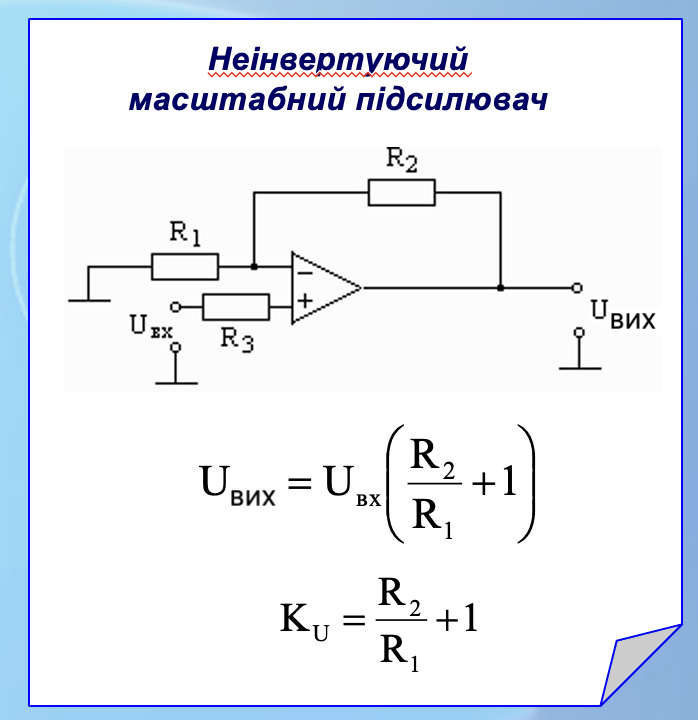 Неінвертуючий
масштабний підсилювач
R2
R1
−
+
Uвх
R3
Uвих
Uвих = Uвх(R2/R1 + 1)
KU = R2/R1 + 1